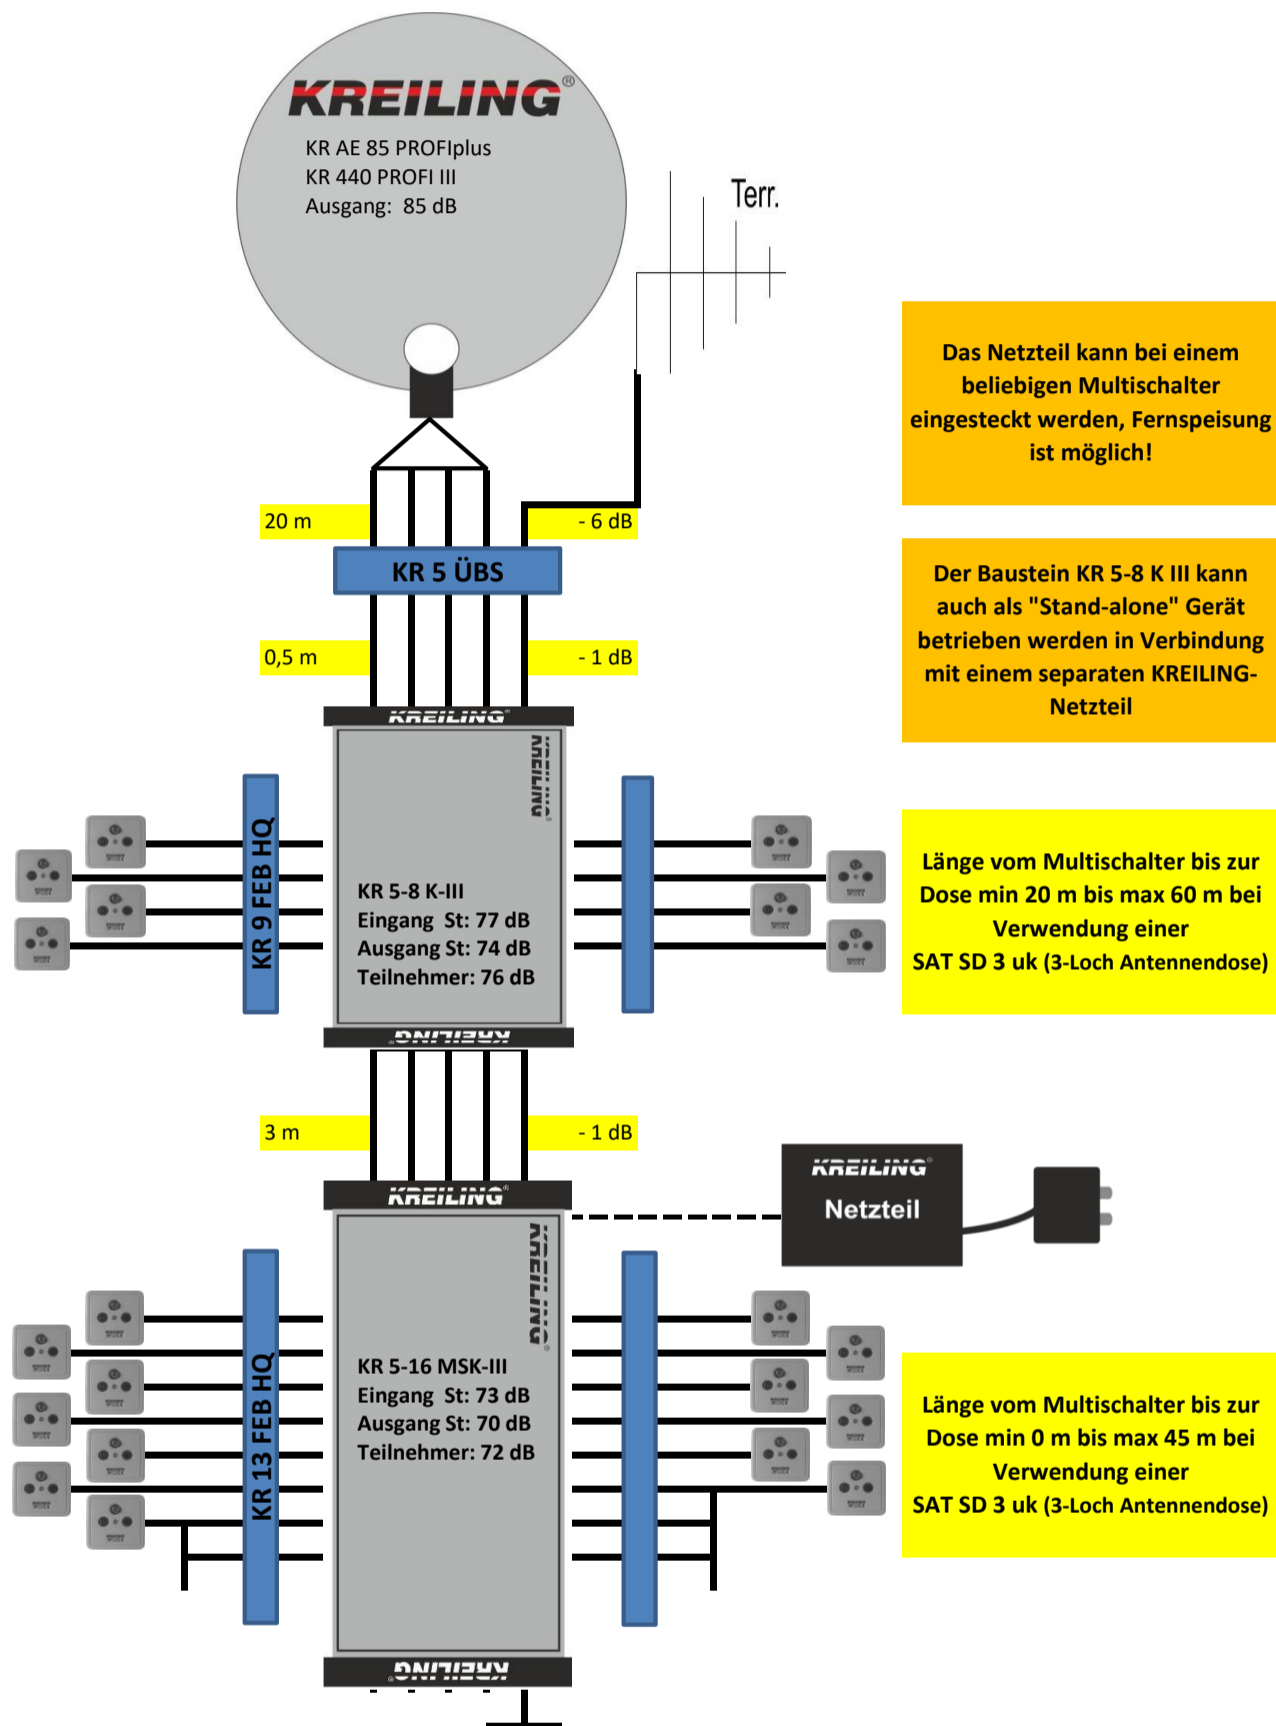 KREILING®
KR AE 85 PROFIplus
KR 440 PROFI III
Ausgang: 85 dB
Terr.
Das Netzteil kann bei einem
beliebigen Multischalter
eingesteckt werden, Fernspeisung
ist möglich!
20 m
- 6 dB
KR 5 ÜBS
Der Baustein KR 5-8 K III kann
auch als "Stand-alone" Gerät
betrieben werden in Verbindung
mit einem separaten KREILING-
Netzteil
0,5 m
- 1 dB
KREILING®
KREILING®
KR 9 FEB HQ
KR 5-8 K-III
Eingang St: 77 dB
Ausgang St: 74 dB
Teilnehmer: 76 dB
Länge vom Multischalter bis zur
Dose min 20 m bis max 60 m bei
Verwendung einer
SAT SD 3 uk (3-Loch Antennendose)
KREILING®
3 m
- 1 dB
KREILING®
Netzteil
KREILING®
KREILING®
KR 13 FEB HQ
KR 5-16 MSK-III
Eingang St: 73 dB
Ausgang St: 70 dB
Teilnehmer: 72 dB
Länge vom Multischalter bis zur
Dose min 0 m bis max 45 m bei
Verwendung einer
SAT SD 3 uk (3-Loch Antennendose)
KREILING®